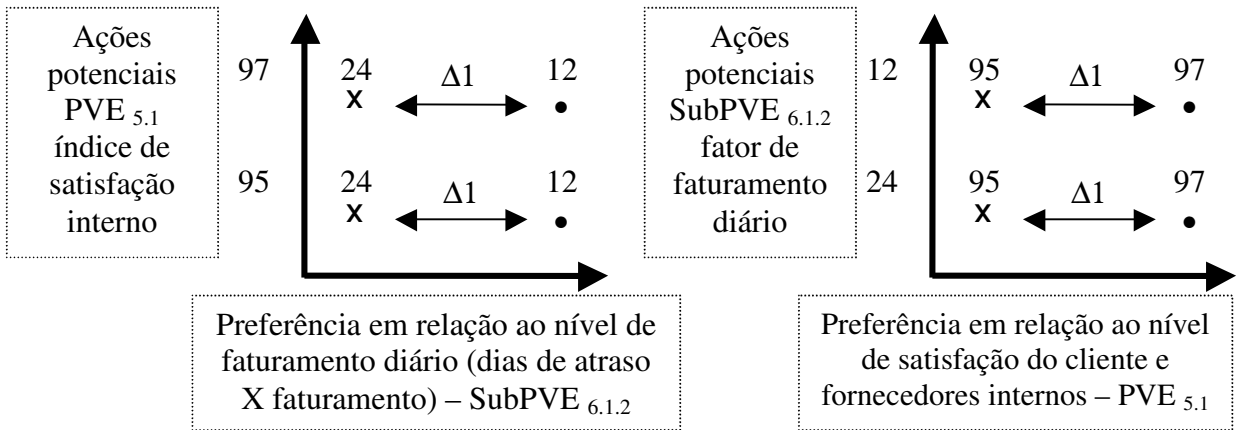 Ações
potenciais
PVE 5.1
índice de
satisfação
interno
97 24 Δ1 12
X •
95 24 Δ1 12
X •
Preferência em relação ao nível de
faturamento diário (dias de atraso
X faturamento) – SubPVE 6.1.2
Ações
potenciais
SubPVE 6.1.2
fator de
faturamento
diário
12 95 Δ1 97
X •
24 95 Δ1 97
X •
Preferência em relação ao nível
de satisfação do cliente e
fornecedores internos – PVE 5.1